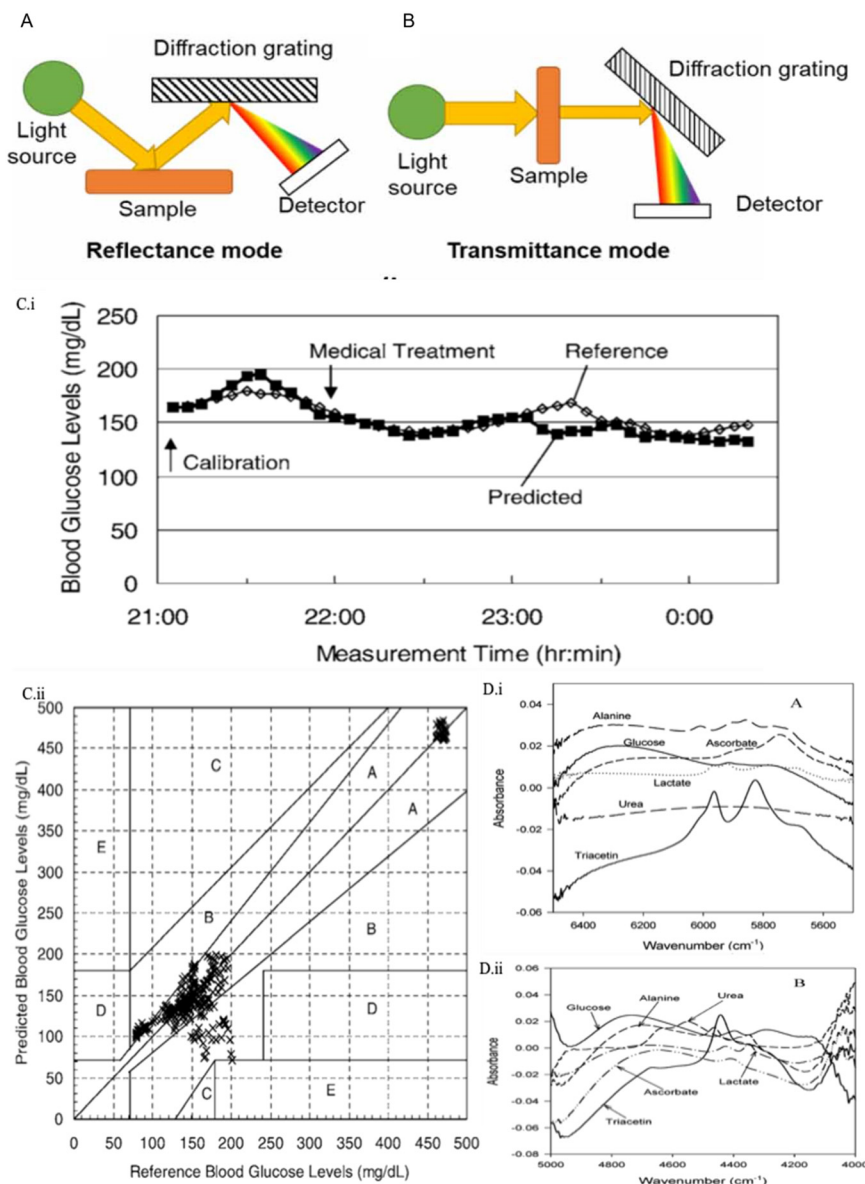 A
B
Diffraction grating
Diffraction grating
Light
source
Light
source
Sample
Sample
Detector
Detector
Reflectance mode
Transmittance mode
C.i
Blood Glucose Levels (mg/dL)
250
200
150
100
50
0
Medical Treatment
Reference
Calibration
Predicted
21:00
22:00
23:00
0:00
Measurement Time (hr:min)
C.ii
Predicted Blood Glucose Levels (mg/dL)
500
450
400
350
300
250
200
150
100
50
0
C
A
A
E
B
B
D
D
C
E
0
50
100
150
200
250
300
350
400
450
500
Reference Blood Glucose Levels (mg/dL)
D.i
A
Absorbance
0.04
0.02
0.00
-0.02
-0.04
-0.06
Alanine
Glucose
Ascorbate
Lactate
Urea
Triacetin
6400
6200
6000
5800
5600
Wavenumber (cm⁻¹)
D.ii
B
Absorbance
0.06
0.04
0.02
0.00
-0.02
-0.04
-0.06
-0.08
Glucose
Alanine
Urea
Lactate
Ascorbate
Triacetin
5000
4800
4600
4400
4200
4000
Wavenumber (cm⁻¹)